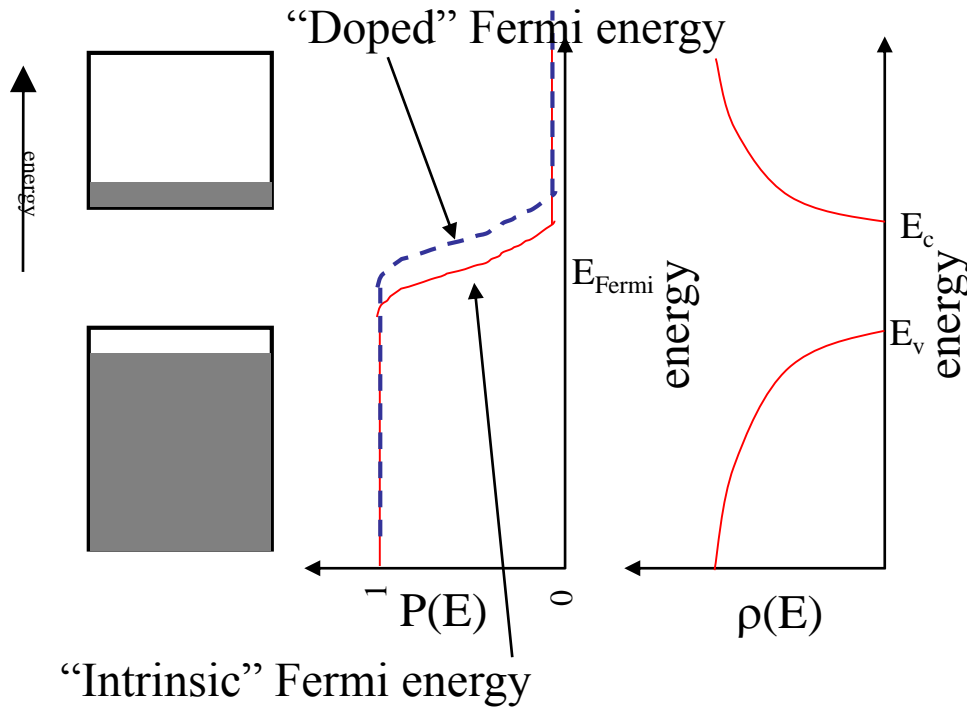 “Doped” Fermi energy
energy
E_c
E_Fermi
energy
E_v
energy
1
P(E)
0
ρ(E)
“Intrinsic” Fermi energy